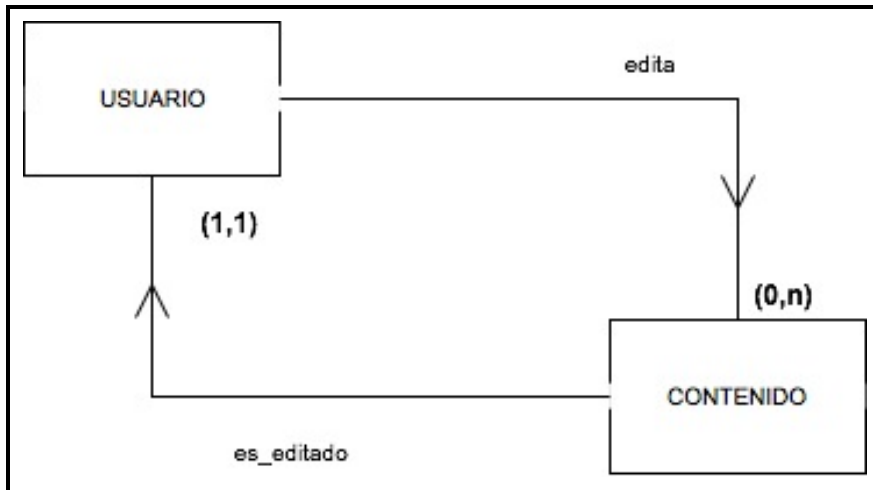 edita
USUARIO
(1,1)
(0,n)
CONTENIDO
es_editado